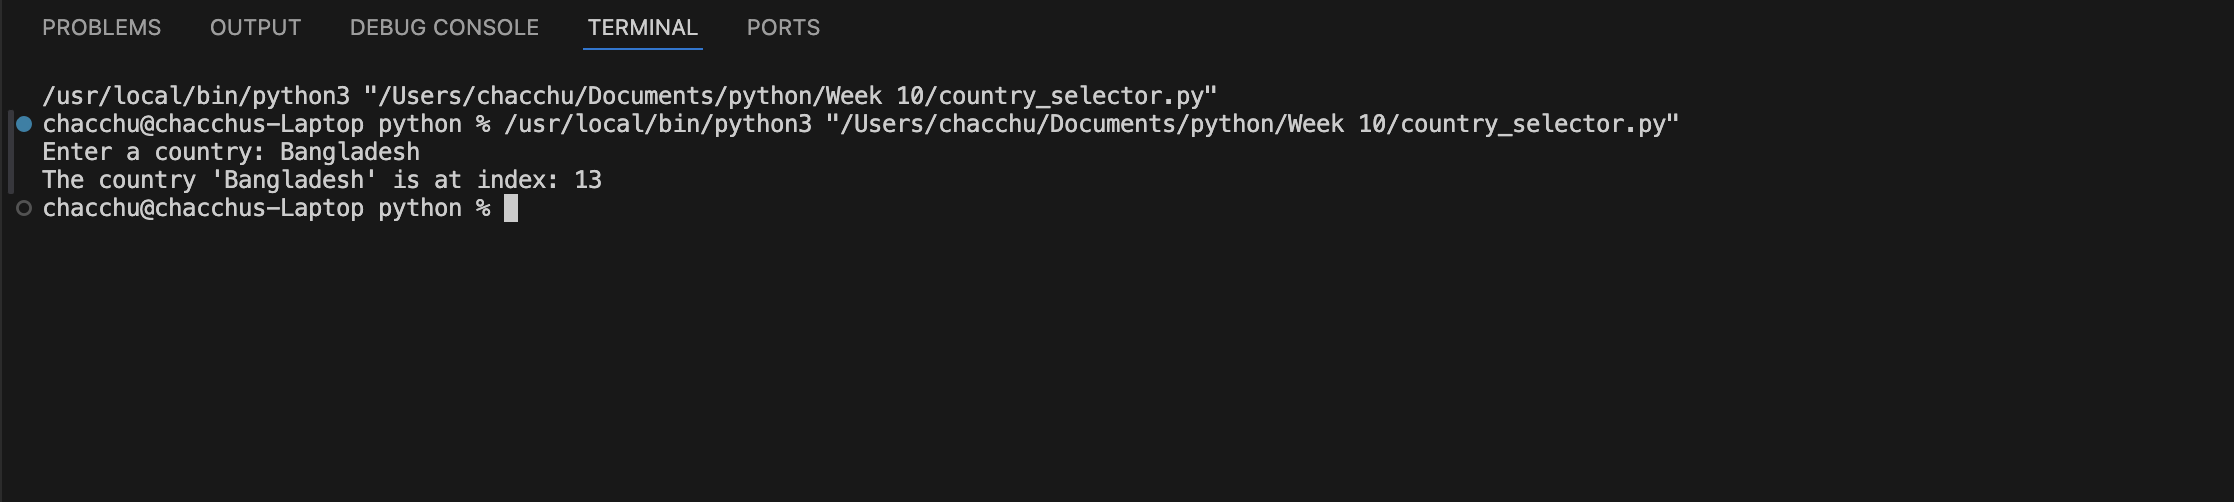 PROBLEMS OUTPUT DEBUG CONSOLE TERMINAL PORTS
/usr/local/bin/python3 "/Users/chacchu/Documents/python/Week 10/country_selector.py"
chacchu@chacchus-Laptop python % /usr/local/bin/python3 "/Users/chacchu/Documents/python/Week 10/country_selector.py"
Enter a country: Bangladesh
The country 'Bangladesh' is at index: 13
chacchu@chacchus-Laptop python %